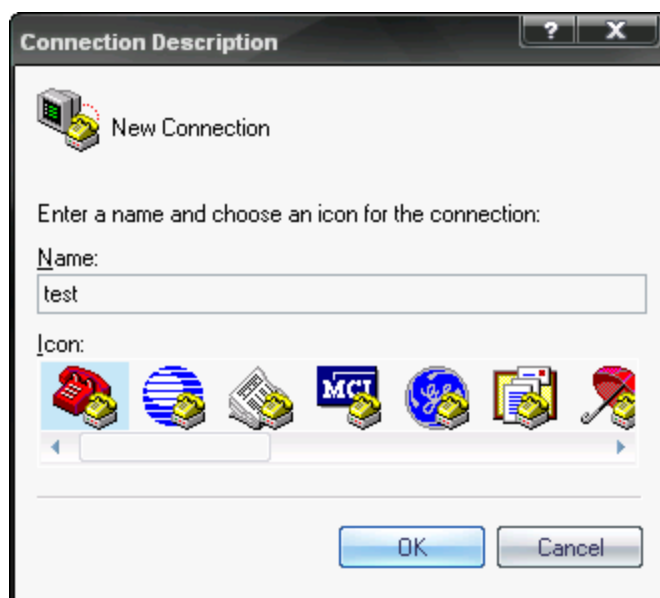 Connection Description
New Connection
Enter a name and choose an icon for the connection:
Name:
test
Icon:
MCI
OK Cancel